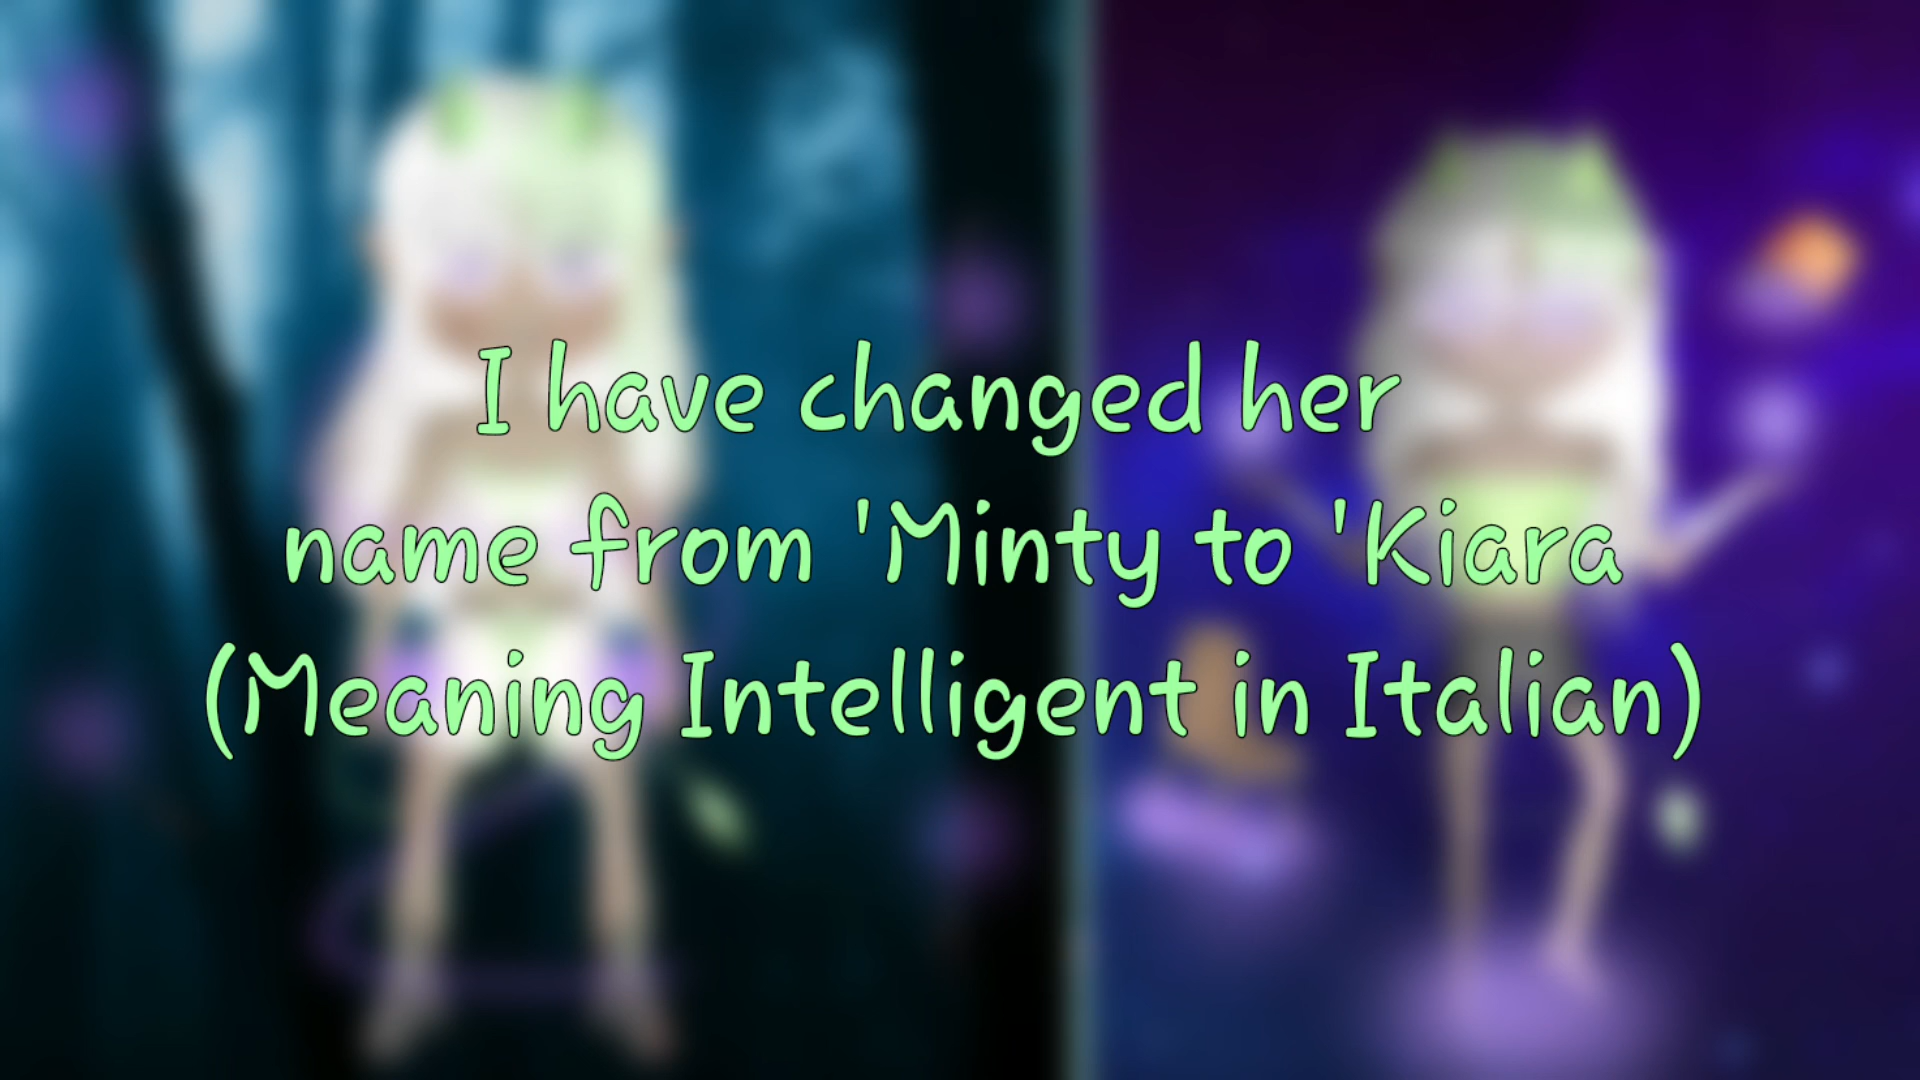 I have changed her
name from 'Minty to 'Kiara
(Meaning Intelligent in Italian)